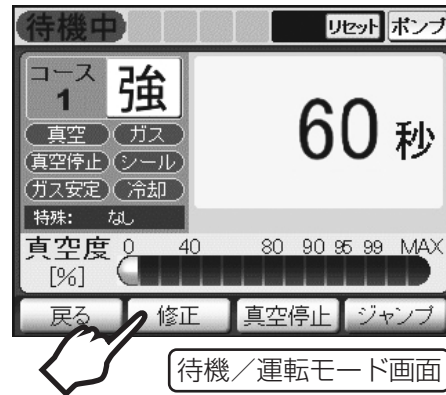 待機中 リセット ポンプ
コース 強
1
60 秒
真空 ガス
真空停止 シール
ガス安定 冷却
特殊: なし
真空度 0 40 80 90 95 99 MAX
[%]
戻る 修正 真空停止 ジャンプ
待機／運転モード画面